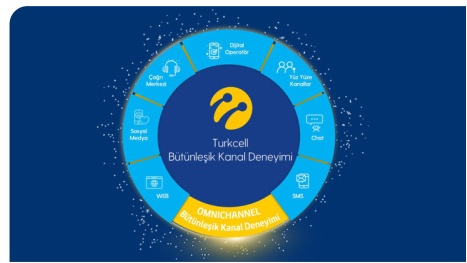 Dijital
Operatör
Yüz Yüze
Kanallar
Chat
SMS
OMNICHANNEL
Bütünleşik Kanal Deneyimi
WEB
Sosyal
Medya
Çağrı
Merkezi
Turkcell
Bütünleşik Kanal Deneyimi